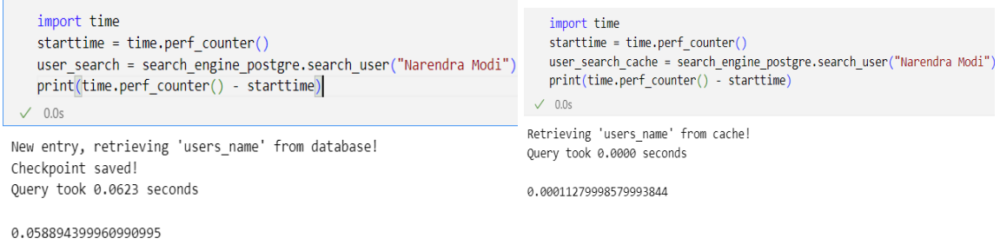 import time
starttime = time.perf_counter()
user_search = search_engine_postgre.search_user("Narendra Modi")
print(time.perf_counter() - starttime)
✓ 0.0s
New entry, retrieving 'users_name' from database!
Checkpoint saved!
Query took 0.0623 seconds
0.058894399960990995
import time
starttime = time.perf_counter()
user_search_cache = search_engine_postgre.search_user("Narendra Modi")
print(time.perf_counter() - starttime)
✓ 0.0s
Retrieving 'users_name' from cache!
Query took 0.0000 seconds
0.00011279998579993844